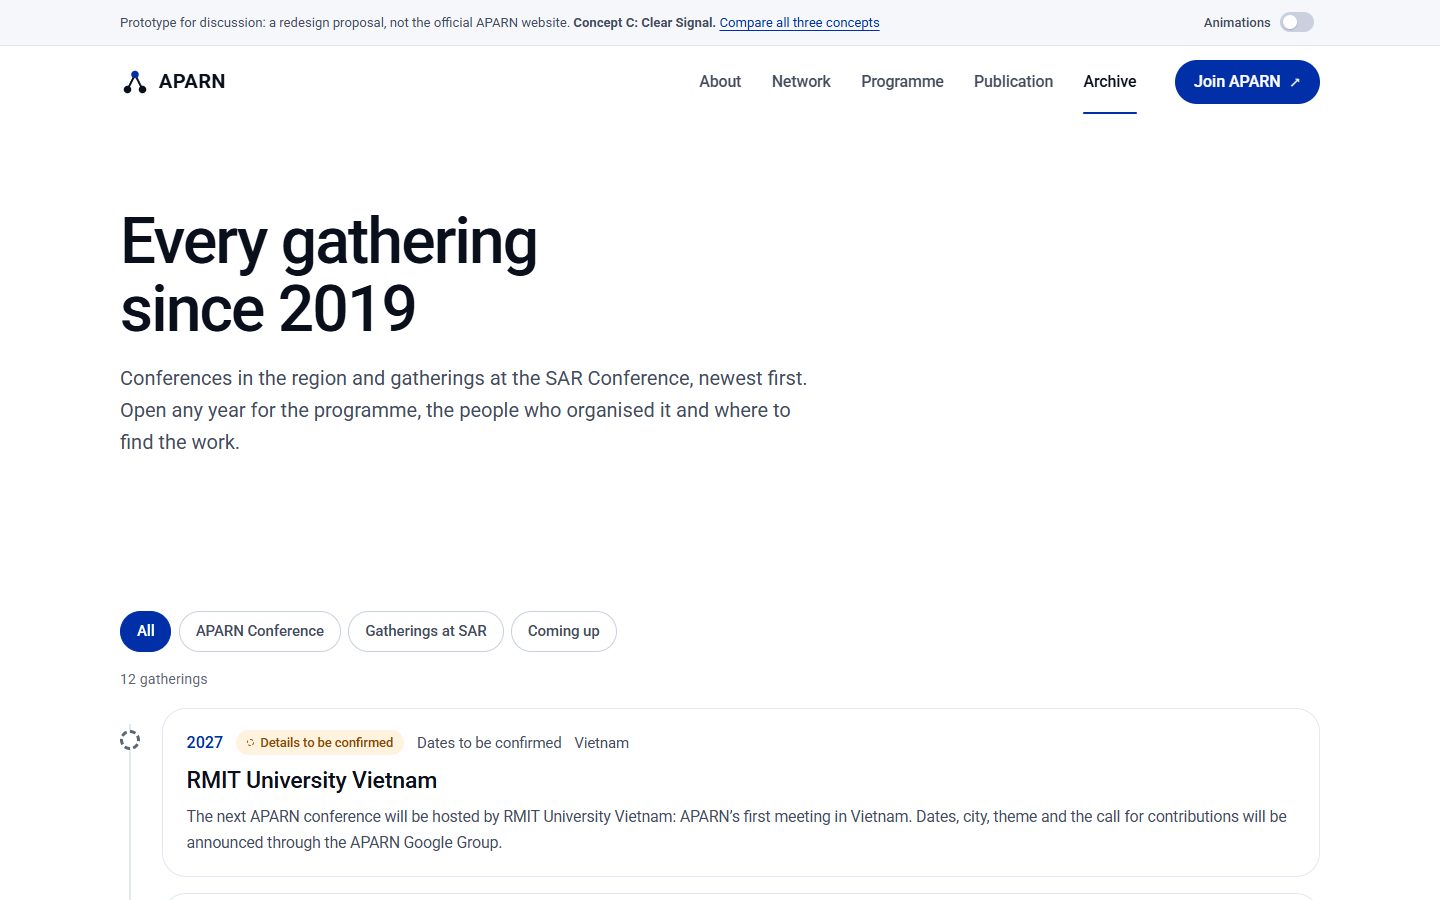 Prototype for discussion: a redesign proposal, not the official APARN website. Concept C: Clear Signal. Compare all three concepts
Animations
APARN
About
Network
Programme
Publication
Archive
Join APARN ↗
Every gathering
since 2019
Conferences in the region and gatherings at the SAR Conference, newest first.
Open any year for the programme, the people who organised it and where to
find the work.
All
APARN Conference
Gatherings at SAR
Coming up
12 gatherings
2027 Details to be confirmed Dates to be confirmed Vietnam
RMIT University Vietnam
The next APARN conference will be hosted by RMIT University Vietnam: APARN’s first meeting in Vietnam. Dates, city, theme and the call for contributions will be
announced through the APARN Google Group.